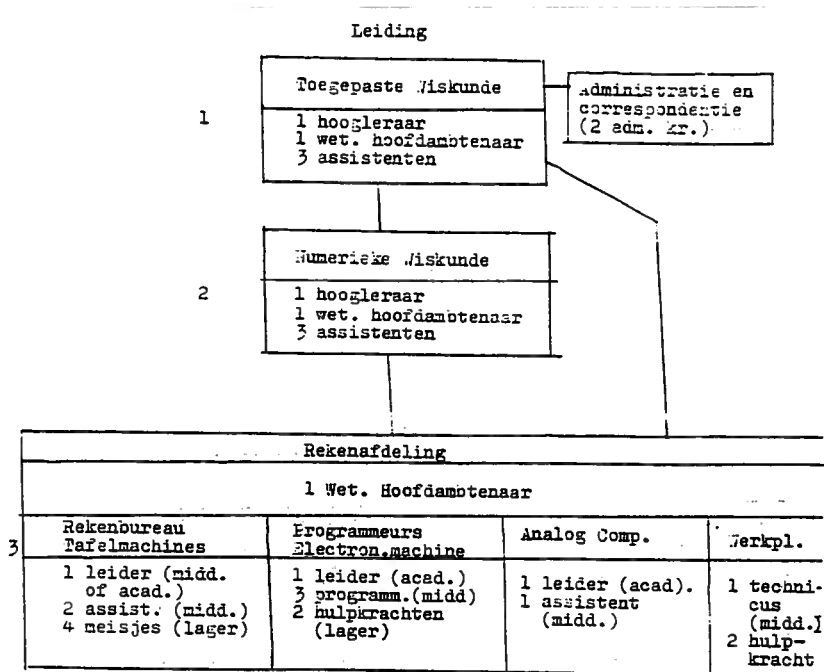 Leiding
Toegepaste Wiskunde
1
1 hoogleraar
1 wet. hoofdambtenaar
3 assistenten
Administratie en
correspondentie
(2 adm. kr.)
Numerieke Wiskunde
2
1 hoogleraar
1 wet. hoofdambtenaar
3 assistenten
Rekenafdeling
1 Wet. Hoofdambtenaar
3
Rekenbureau
Tafelmachines
1 leider (midd.
of acad.)
2 assist. (midd.)
4 meisjes (lager)
Programmeurs
Electron.machine
1 leider (acad.)
3 programm.(midd)
2 hulpkrachten
(lager)
Analog Comp.
1 leider (acad).
1 assistent
(midd.)
Werkpl.
1 techni-
cus
(midd.)
2 hulp-
kracht